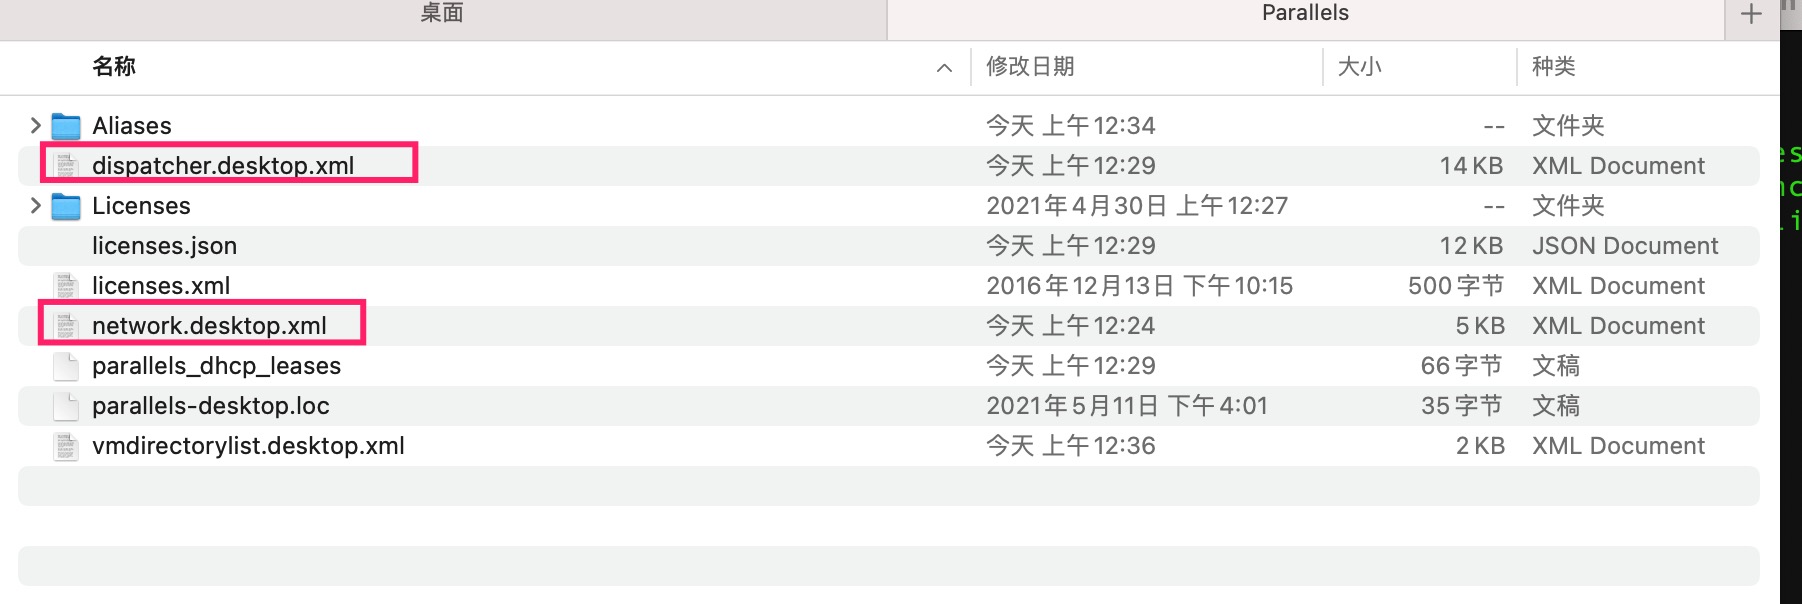 桌面 Parallels
名称 修改日期 大小 种类
Aliases 今天 上午12:34 -- 文件夹
dispatcher.desktop.xml 今天 上午12:29 14 KB XML Document
Licenses 2021年4月30日 上午12:27 -- 文件夹
licenses.json 今天 上午12:29 12 KB JSON Document
licenses.xml 2016年12月13日 下午10:15 500 字节 XML Document
network.desktop.xml 今天 上午12:24 5 KB XML Document
parallels_dhcp_leases 今天 上午12:29 66 字节 文稿
parallels-desktop.loc 2021年5月11日 下午4:01 35 字节 文稿
vmdirectorylist.desktop.xml 今天 上午12:36 2 KB XML Document